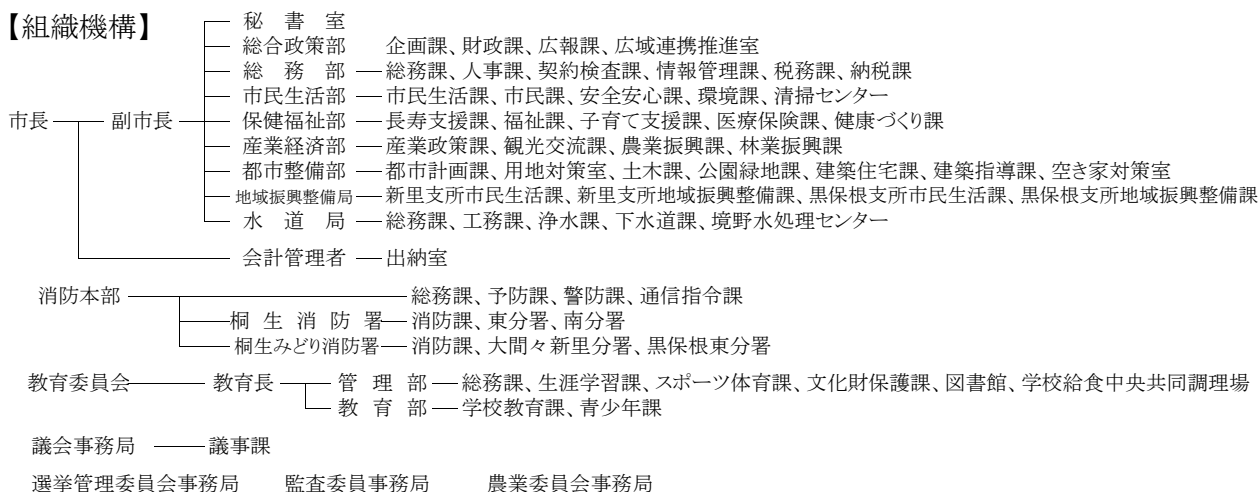 【組織機構】
秘書室
総合政策部 企画課、財政課、広報課、広域連携推進室
総務部 総務課、人事課、契約検査課、情報管理課、税務課、納税課
市民生活部 市民生活課、市民課、安全安心課、環境課、清掃センター
市長 副市長 保健福祉部 長寿支援課、福祉課、子育て支援課、医療保険課、健康づくり課
産業経済部 産業政策課、観光交流課、農業振興課、林業振興課
都市整備部 都市計画課、用地対策室、土木課、公園緑地課、建築住宅課、建築指導課、空き家対策室
地域振興整備局 新里支所市民生活課、新里支所地域振興整備課、黒保根支所市民生活課、黒保根支所地域振興整備課
水道局 総務課、工務課、浄水課、下水道課、境野水処理センター
会計管理者 出納室
消防本部 総務課、予防課、警防課、通信指令課
桐生消防署 消防課、東分署、南分署
桐生みどり消防署 消防課、大間々新里分署、黒保根東分署
教育委員会 教育長 管理部 総務課、生涯学習課、スポーツ体育課、文化財保護課、図書館、学校給食中央共同調理場
教育部 学校教育課、青少年課
議会事務局 議事課
選挙管理委員会事務局 監査委員事務局 農業委員会事務局